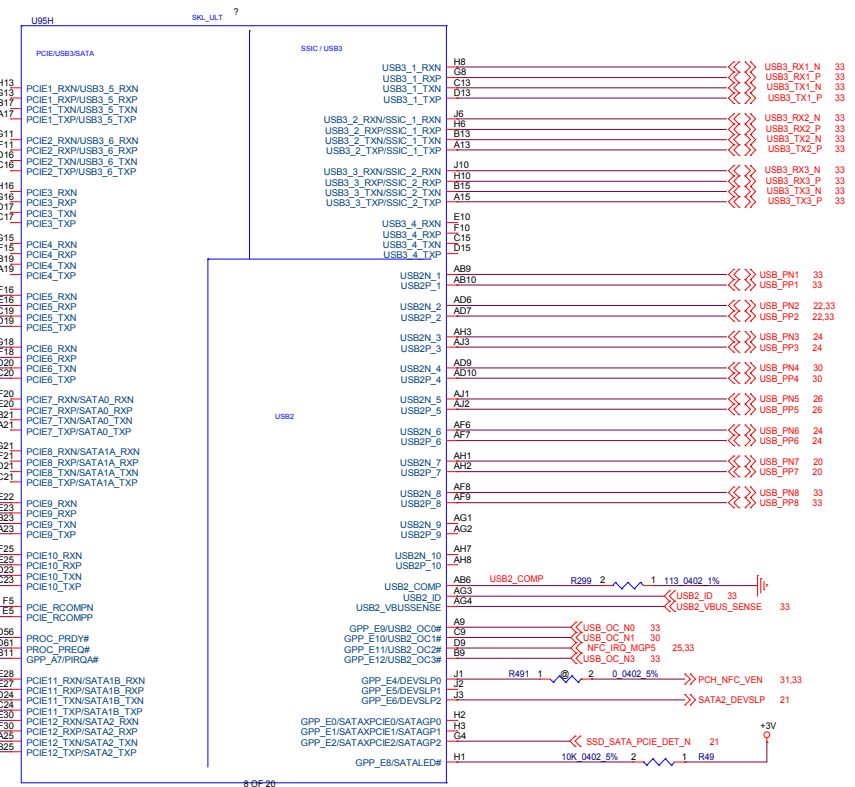 U95H SKL_ULT ?
PCIE/USB3/SATA
SSIC / USB3
PCIE1_RXN/USB3_5_RXN
PCIE1_RXP/USB3_5_RXP
PCIE1_TXN/USB3_5_TXN
PCIE1_TXP/USB3_5_TXP
PCIE2_RXN/USB3_6_RXN
PCIE2_RXP/USB3_6_RXP
PCIE2_TXN/USB3_6_TXN
PCIE2_TXP/USB3_6_TXP
PCIE3_RXN
PCIE3_RXP
PCIE3_TXN
PCIE3_TXP
PCIE4_RXN
PCIE4_RXP
PCIE4_TXN
PCIE4_TXP
PCIE5_RXN
PCIE5_RXP
PCIE5_TXN
PCIE5_TXP
PCIE6_RXN
PCIE6_RXP
PCIE6_TXN
PCIE6_TXP
PCIE7_RXN/SATA0_RXN
PCIE7_RXP/SATA0_RXP
PCIE7_TXN/SATA0_TXN
PCIE7_TXP/SATA0_TXP
PCIE8_RXN/SATA1A_RXN
PCIE8_RXP/SATA1A_RXP
PCIE8_TXN/SATA1A_TXN
PCIE8_TXP/SATA1A_TXP
PCIE9_RXN
PCIE9_RXP
PCIE9_TXN
PCIE9_TXP
PCIE10_RXN
PCIE10_RXP
PCIE10_TXN
PCIE10_TXP
F5 PCIE_RCOMPN
E5 PCIE_RCOMPP
PROC_PRDY#
PROC_PREQ#
GPP_A7/PIRQA#
PCIE11_RXN/SATA1B_RXN
PCIE11_RXP/SATA1B_RXP
PCIE11_TXN/SATA1B_TXN
PCIE11_TXP/SATA1B_TXP
PCIE12_RXN/SATA2_RXN
PCIE12_RXP/SATA2_RXP
PCIE12_TXN/SATA2_TXN
PCIE12_TXP/SATA2_TXP
USB2
USB3_1_RXN H8 USB3_RX1_N 33
USB3_1_RXP G8 USB3_RX1_P 33
USB3_1_TXN C13 USB3_TX1_N 33
USB3_1_TXP D13 USB3_TX1_P 33
USB3_2_RXN/SSIC_1_RXN J6 USB3_RX2_N 33
USB3_2_RXP/SSIC_1_RXP H6 USB3_RX2_P 33
USB3_2_TXN/SSIC_1_TXN B13 USB3_TX2_N 33
USB3_2_TXP/SSIC_1_TXP A13 USB3_TX2_P 33
USB3_3_RXN/SSIC_2_RXN J10 USB3_RX3_N 33
USB3_3_RXP/SSIC_2_RXP H10 USB3_RX3_P 33
USB3_3_TXN/SSIC_2_TXN B15 USB3_TX3_N 33
USB3_3_TXP/SSIC_2_TXP A15 USB3_TX3_P 33
USB3_4_RXN E10
USB3_4_RXP F10
USB3_4_TXN C15
USB3_4_TXP D15
USB2N_1 AB9 USB_PN1 33
USB2P_1 AB10 USB_PP1 33
USB2N_2 AD6 USB_PN2 22,33
USB2P_2 AD7 USB_PP2 22,33
USB2N_3 AH3 USB_PN3 24
USB2P_3 AJ3 USB_PP3 24
USB2N_4 AD9 USB_PN4 30
USB2P_4 AD10 USB_PP4 30
USB2N_5 AJ1 USB_PN5 26
USB2P_5 AJ2 USB_PP5 26
USB2N_6 AF6 USB_PN6 24
USB2P_6 AF7 USB_PP6 24
USB2N_7 AH1 USB_PN7 20
USB2P_7 AH2 USB_PP7 20
USB2N_8 AF8 USB_PN8 33
USB2P_8 AF9 USB_PP8 33
USB2N_9 AG1
USB2P_9 AG2
USB2N_10 AH7
USB2P_10 AH8
USB2_COMP AB6 USB2_COMP R299 2 1 113_0402_1%
USB2_ID AG3 USB2_ID 33
USB2_VBUSSENSE AG4 USB2_VBUS_SENSE 33
GPP_E9/USB2_OC0# A9 USB_OC_N0 33
GPP_E10/USB2_OC1# C9 USB_OC_N1 30
GPP_E11/USB2_OC2# D9 NFC_IRQ_MGP5 25,33
GPP_E12/USB2_OC3# B9 USB_OC_N3 33
GPP_E4/DEVSLP0 J1 R491 1 @ 2 0_0402_5% PCH_NFC_VEN 31,33
GPP_E5/DEVSLP1 J2
GPP_E6/DEVSLP2 J3 SATA2_DEVSLP 21
GPP_E0/SATAXPCIE0/SATAGP0 H2
GPP_E1/SATAXPCIE1/SATAGP1 H3
GPP_E2/SATAXPCIE2/SATAGP2 G4 SSD_SATA_PCIE_DET_N 21
+3V
GPP_E8/SATALED# H1 10K_0402_5% 2 1 R49
8 OF 20